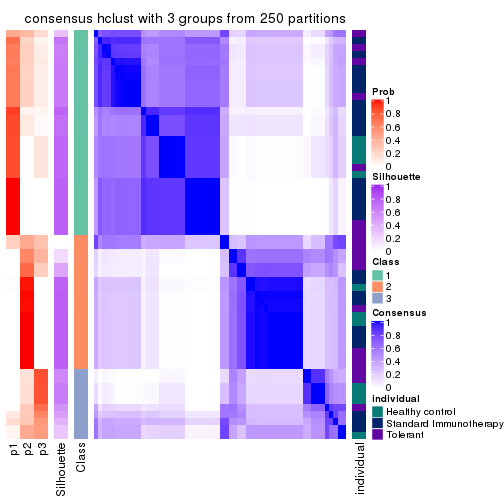 consensus hclust with 3 groups from 250 partitions
Prob
1
0.8
0.6
0.4
0.2
0
Silhouette
1
0.8
0.6
0.4
0.2
0
Class
1
2
3
Consensus
1
0.8
0.6
0.4
0.2
0
individual
Healthy control
Standard Immunotherapy
Tolerant
p1
p2
p3
Silhouette
Class
individual